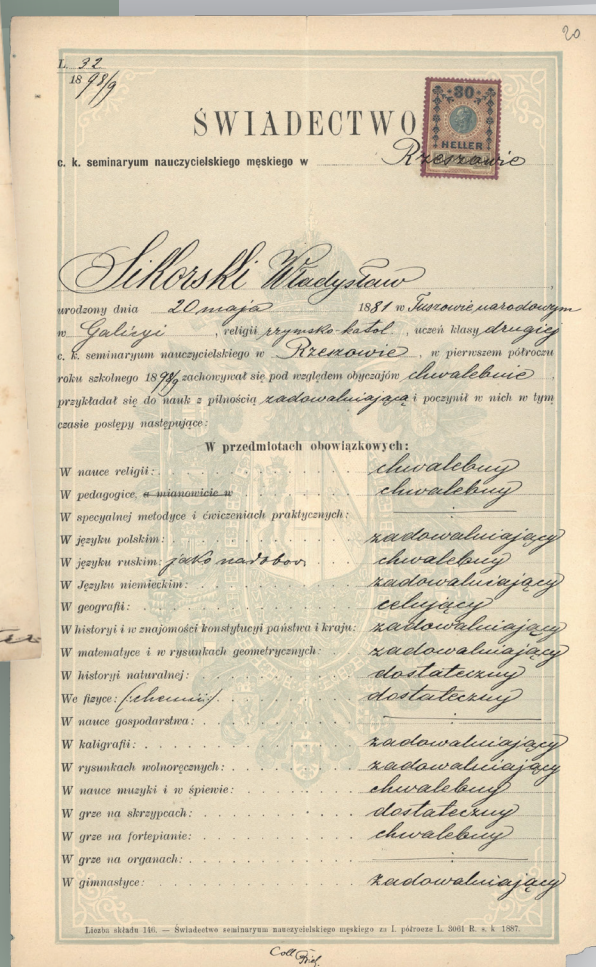 20
L. 32
1898/9
ŚWIADECTWO
30
HELLER
c. k. seminaryum nauczycielskiego męskiego w Rzeszowie
Sikorski Władysław
urodzony dnia 20 maja 1881 w Tuszowie narodowym
w Galicyi, religii rzymsko-katol., uczeń klasy drugiej
c. k. seminaryum nauczycielskiego w Rzeszowie, w pierwszem półroczu
roku szkolnego 1898/9 zachowywał się pod względem obyczajów chwalebnie,
przykładał się do nauk z pilnością zadowalniającą i poczynił w nich w tym
czasie postępy następujące:
W przedmiotach obowiązkowych:
W nauce religii: chwalebny
W pedagogice, a mianowicie w chwalebny
W specyalnej metodyce i ćwiczeniach praktycznych:
W języku polskim: zadowalniający
W języku ruskim: jako nadobow. chwalebny
W Języku niemieckim: zadowalniający
W geografii: celujący
W historyi i w znajomości konstytucyi państwa i kraju: zadowalniający
W matematyce i w rysunkach geometrycznych: zadowalniający
W historyi naturalnej: dostateczny
We fizyce: (:chemii:) dostateczny
W nauce gospodarstwa:
W kaligrafii: zadowalniający
W rysunkach wolnoręcznych: zadowalniający
W nauce muzyki i w śpiewie: chwalebny
W grze na skrzypcach: dostateczny
W grze na fortepianie: chwalebny
W grze na organach:
W gimnastyce: zadowalniający
Liczba składu 146. — Świadectwo seminaryum nauczycielskiego męskiego za I. półrocze L. 3061 R. s. k 1887.